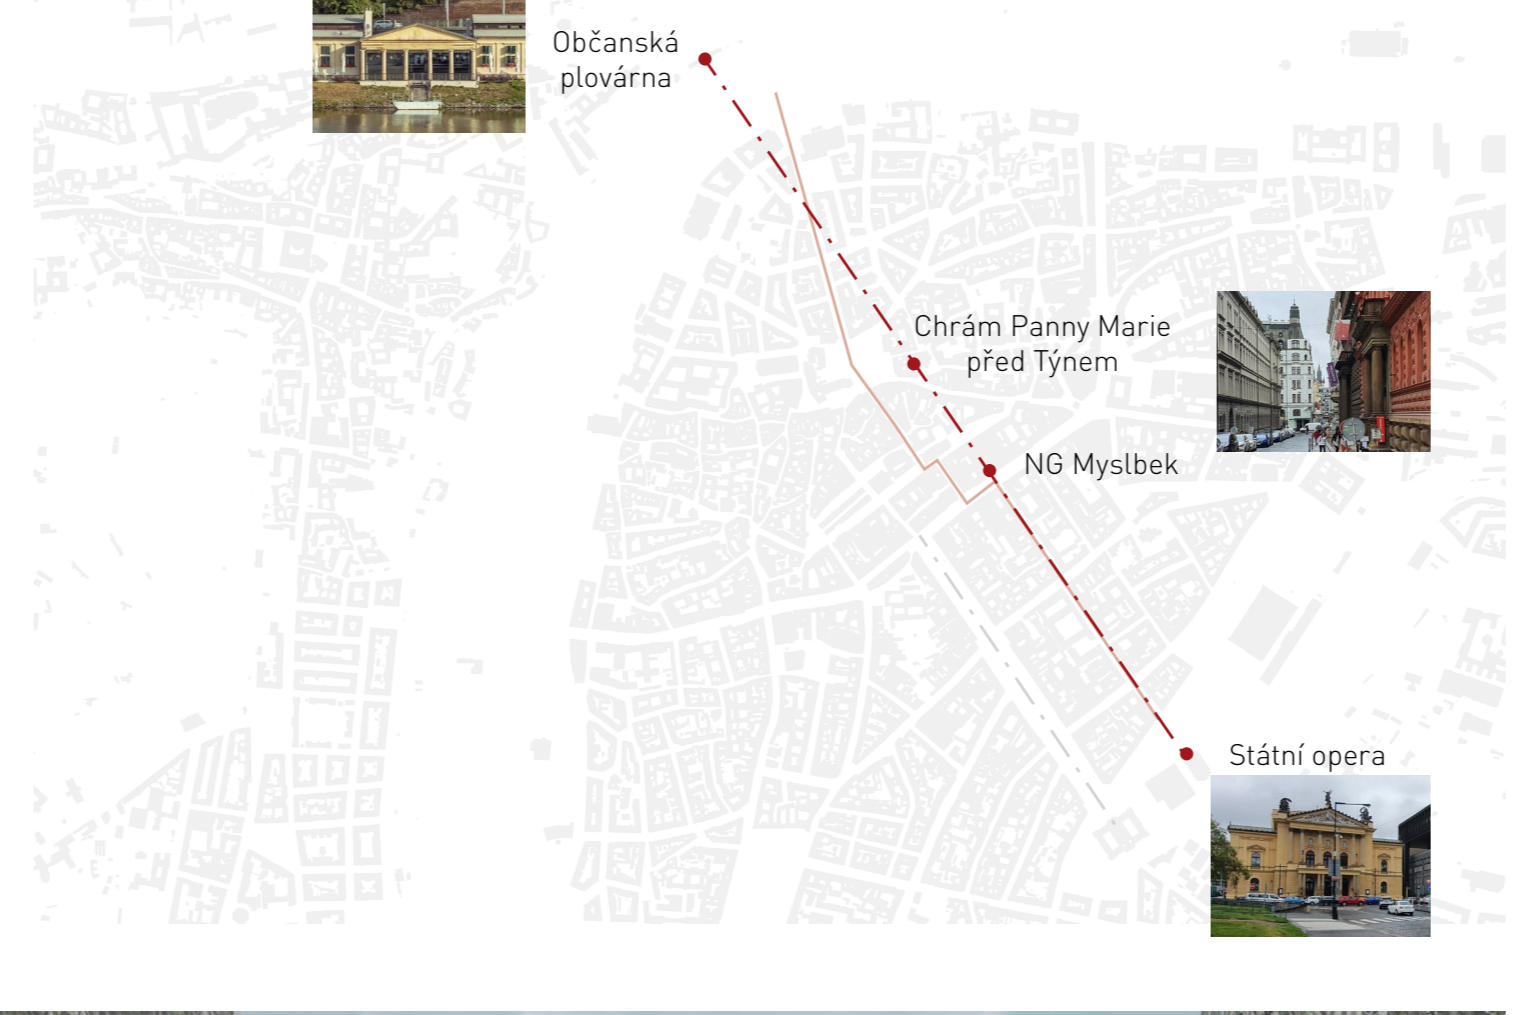 Občanská
plovárna
Chrám Panny Marie
před Týnem
NG Myslbek
Státní opera